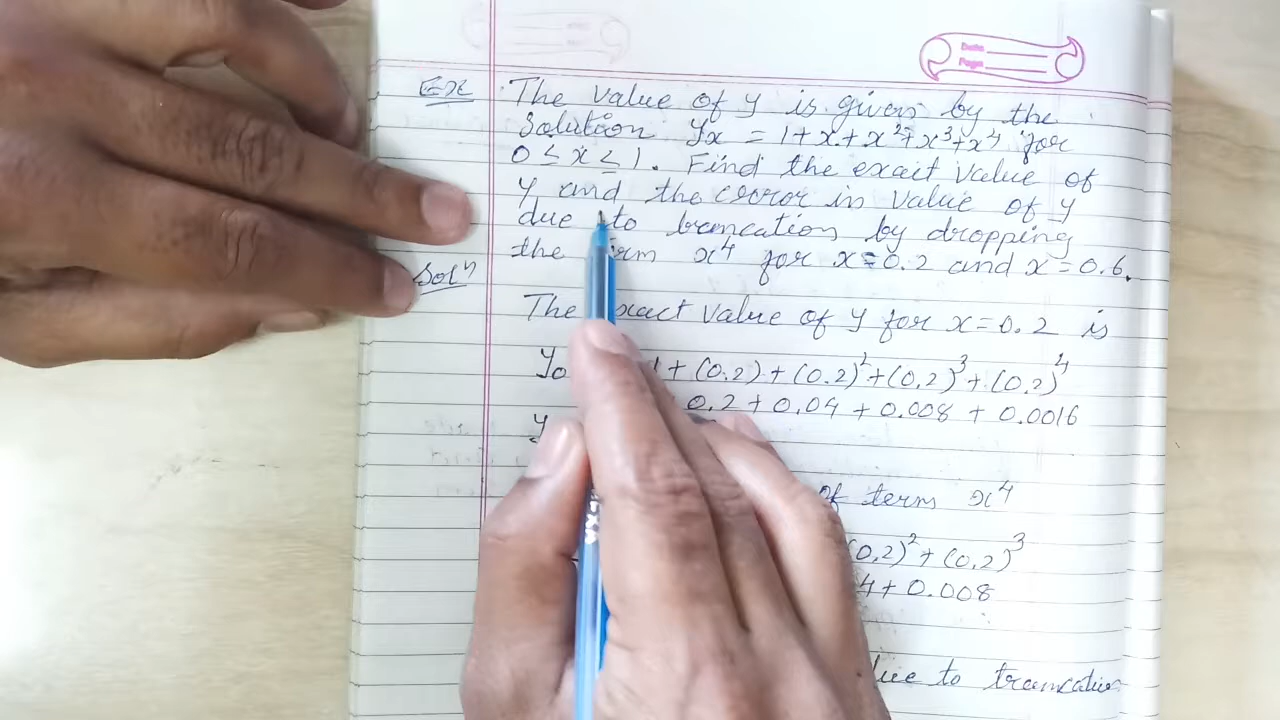 Date
Page
Ex The value of y is given by the
Solution yx = 1 + x + x² + x³ + x⁴ for
0 ≤ x ≤ 1. Find the exact value of
y and the error in value of y
due to truncation by dropping
the x⁴ for x = 0.2 and x = 0.6.
Solⁿ
The exact value of y for x = 0.2 is
1 + (0.2) + (0.2)² + (0.2)³ + (0.2)⁴
0.2 + 0.04 + 0.008 + 0.0016
y
of term x⁴
(0.2)² + (0.2)³
4 + 0.008
to truncation